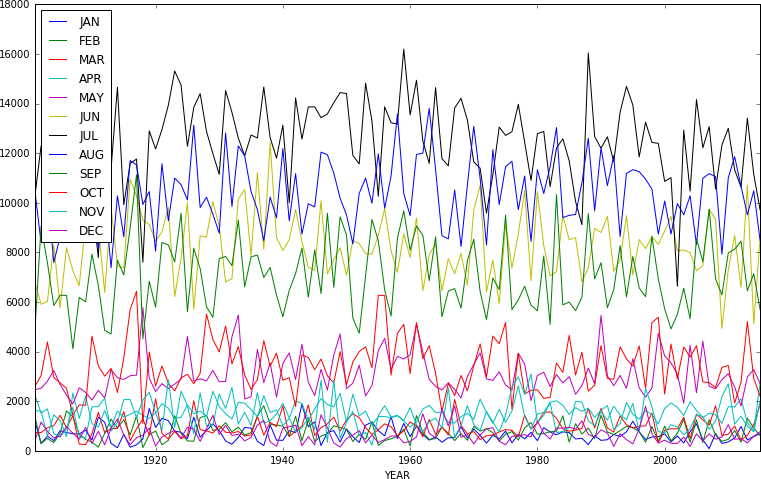 18000
16000
14000
12000
10000
8000
6000
4000
2000
0
JAN
FEB
MAR
APR
MAY
JUN
JUL
AUG
SEP
OCT
NOV
DEC
1920 1940 1960 1980 2000
YEAR